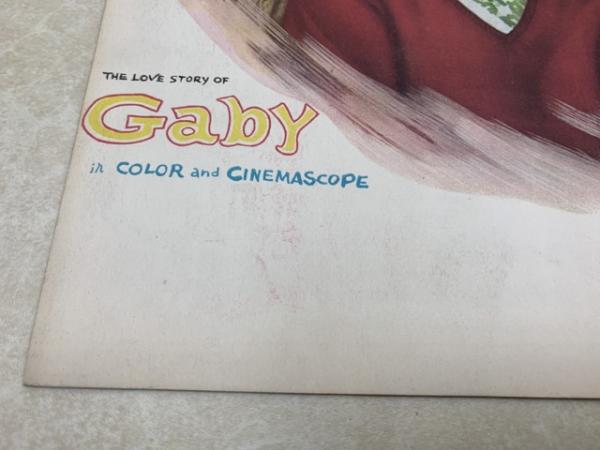 THE LOVE STORY OF
Gaby
in COLOR and CINEMASCOPE